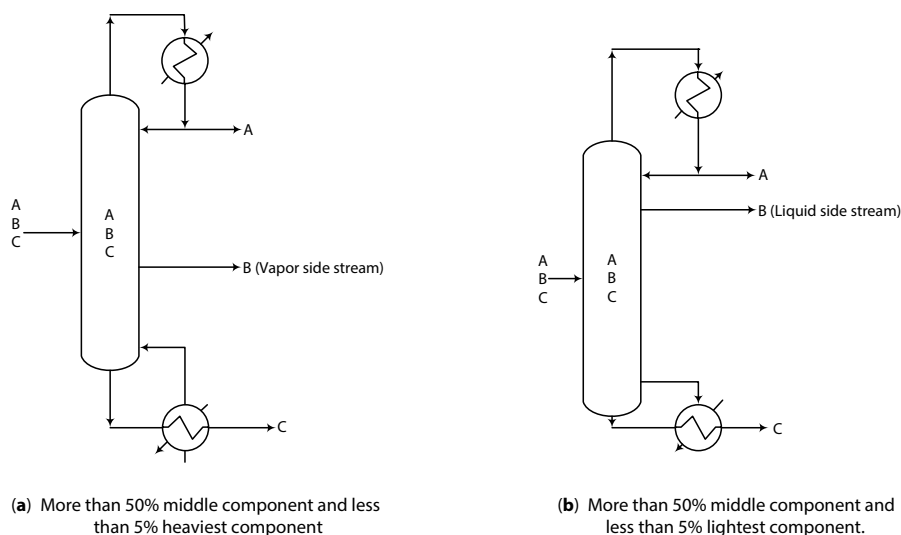 A
A
B
C
A
B
C
B (Vapor side stream)
C
(a) More than 50% middle component and less
than 5% heaviest component
A
B (Liquid side stream)
A
B
C
A
B
C
C
(b) More than 50% middle component and
less than 5% lightest component.